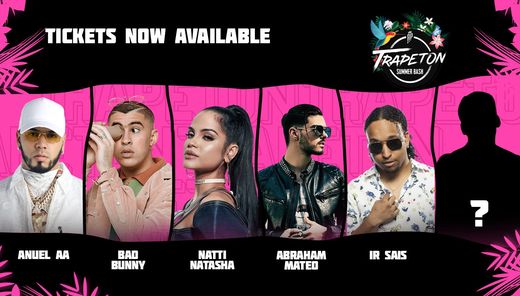 TICKETS NOW AVAILABLE
TRAPETON
SUMMER BASH
ANUEL AA
BAD
BUNNY
NATTI
NATASHA
ABRAHAM
MATEO
IR SAIS
?